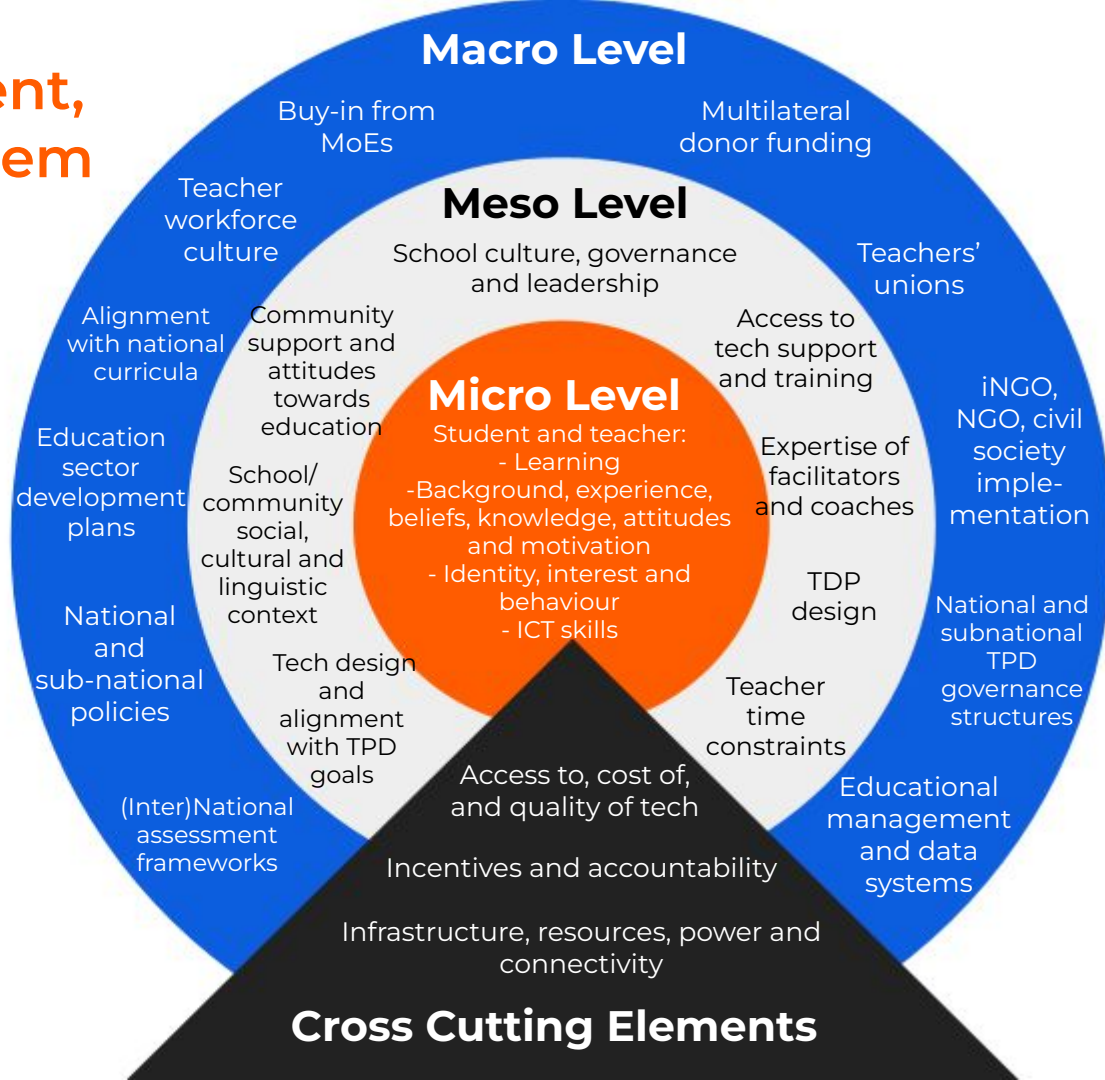 ent,
em
Macro Level
Buy-in from
MoEs
Multilateral
donor funding
Teacher
workforce
culture
Teachers’
unions
Alignment
with national
curricula
iNGO,
NGO, civil
society
imple-
mentation
Education
sector
development
plans
National
and
sub-national
policies
National and
subnational
TPD
governance
structures
(Inter)National
assessment
frameworks
Educational
management
and data
systems
Meso Level
School culture, governance
and leadership
Community
support and
attitudes
towards
education
Access to
tech support
and training
School/
community
social,
cultural and
linguistic
context
Expertise of
facilitators
and coaches
TDP
design
Tech design
and
alignment
with TPD
goals
Teacher
time
constraints
Micro Level
Student and teacher:
- Learning
-Background, experience,
beliefs, knowledge, attitudes
and motivation
- Identity, interest and
behaviour
- ICT skills
Access to, cost of,
and quality of tech
Incentives and accountability
Infrastructure, resources, power and
connectivity
Cross Cutting Elements